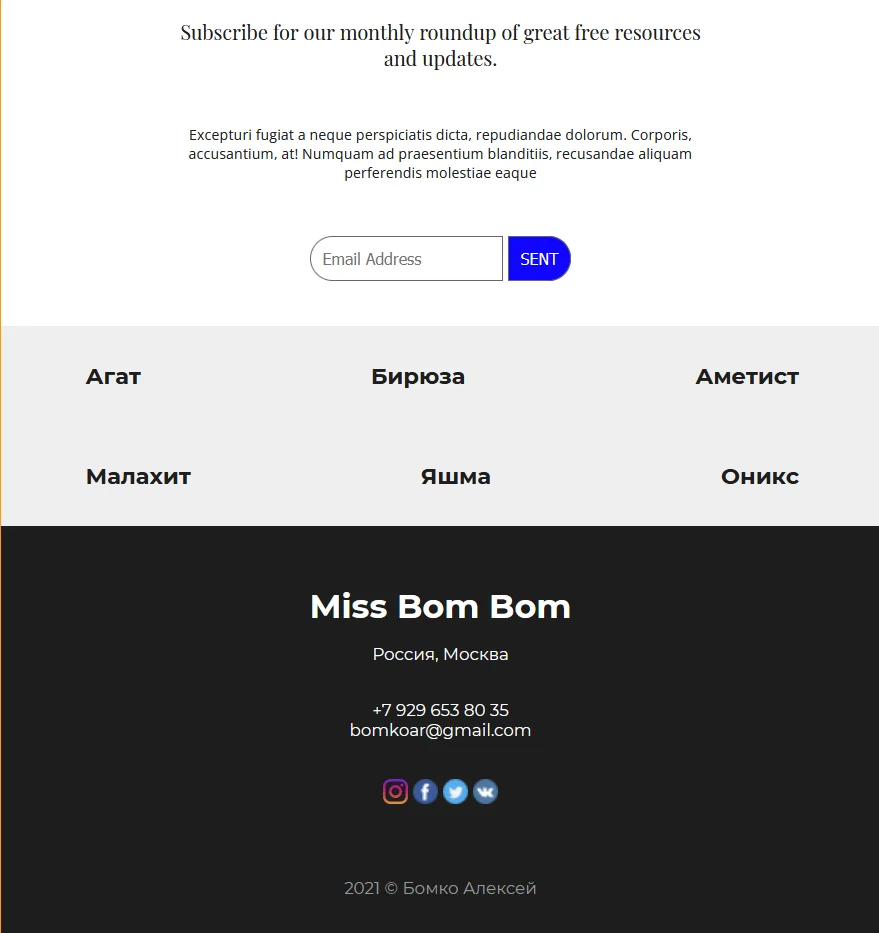 Subscribe for our monthly roundup of great free resources
and updates.
Excepturi fugiat a neque perspiciatis dicta, repudiandae dolorum. Corporis,
accusantium, at! Numquam ad praesentium blanditiis, recusandae aliquam
perferendis molestiae eaque
Email Address SENT
Агат Бирюза Аметист
Малахит Яшма Оникс
Miss Bom Bom
Россия, Москва
+7 929 653 80 35
bomkoar@gmail.com
2021 © Бомко Алексей